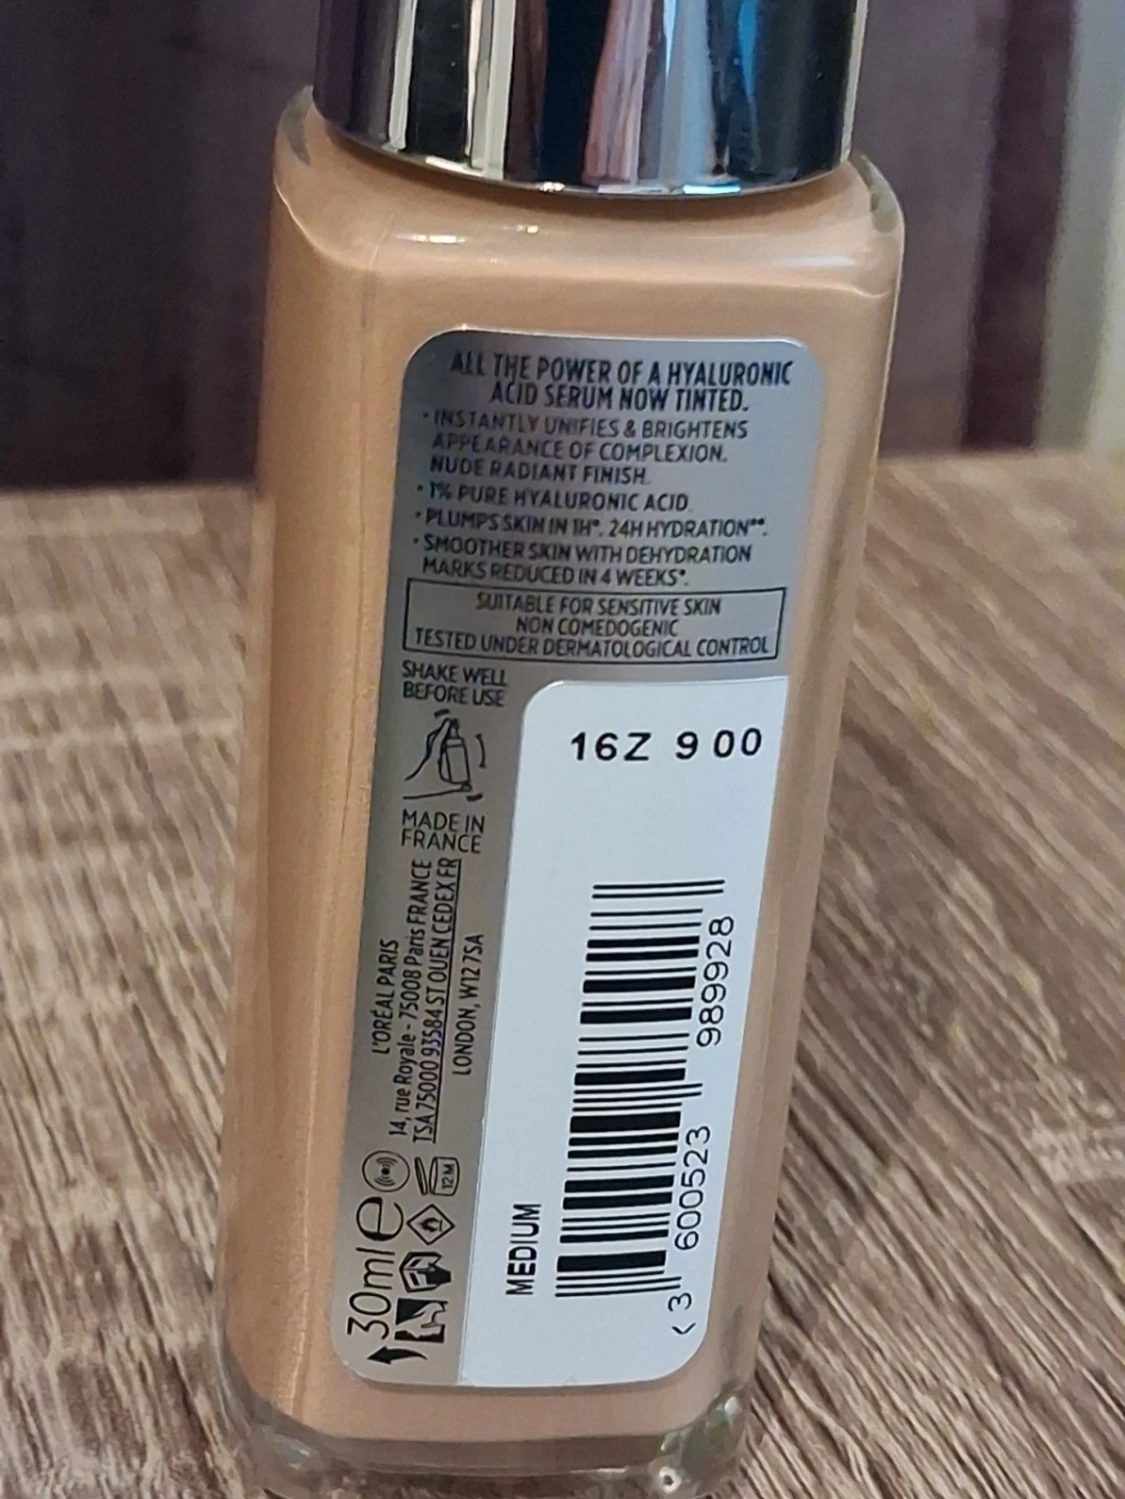 ALL THE POWER OF A HYALURONIC
ACID SERUM NOW TINTED.
• INSTANTLY UNIFIES & BRIGHTENS
APPEARANCE OF COMPLEXION.
NUDE RADIANT FINISH.
• 1% PURE HYALURONIC ACID.
• PLUMPS SKIN IN 1H*. 24H HYDRATION**.
• SMOOTHER SKIN WITH DEHYDRATION
MARKS REDUCED IN 4 WEEKS*.
SUITABLE FOR SENSITIVE SKIN
NON COMEDOGENIC
TESTED UNDER DERMATOLOGICAL CONTROL
SHAKE WELL
BEFORE USE
16Z 900
MADE IN
FRANCE
L'ORÉAL PARIS
14, rue Royale - 75008 Paris FRANCE
TSA 75000 93584 ST OUEN CEDEX FR
LONDON, W12 7SA
30ml e
12M
MEDIUM
<3 600523 989928